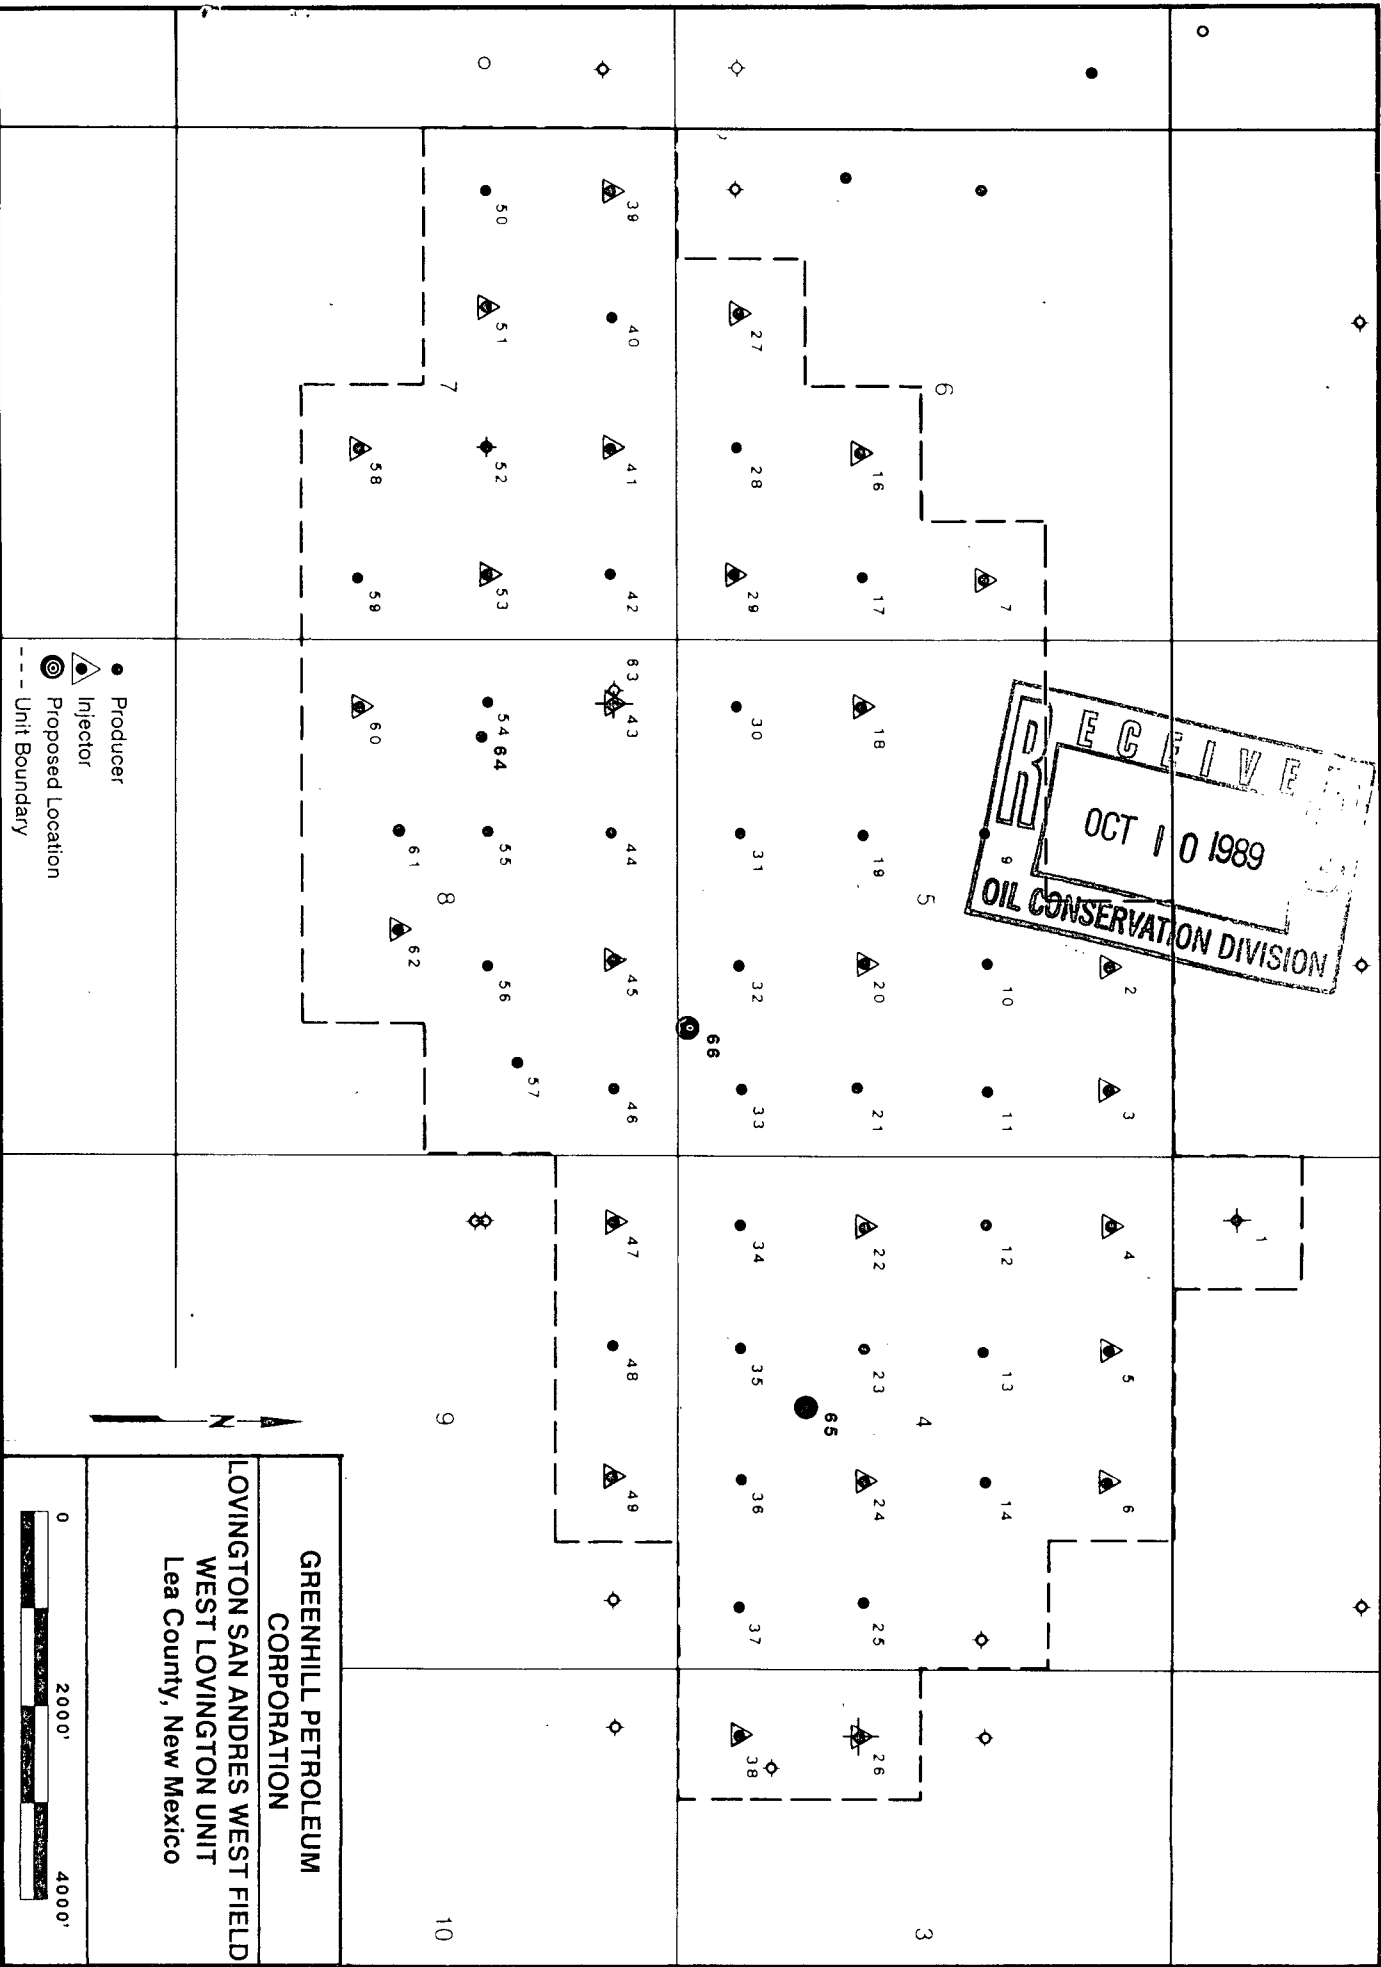 1
RECEIVE
OCT 10 1989
OIL CONSERVATION DIVISION
2 3 4 5 6
7 9 10 11 12 13 14
6 5 4 3
16 17 18 19 20 21 22 23 24 25 26
65
27 28 29 30 31 32 33 34 35 36 37 38
66
39 40 41 42 63 43 44 45 46 47 48 49
57
50 51 52 53 54 64 55 56
7 8 9 10
61 62
58 59 60
N
Producer
Injector
Proposed Location
Unit Boundary
GREENHILL PETROLEUM
CORPORATION
LOVINGTON SAN ANDRES WEST FIELD
WEST LOVINGTON UNIT
Lea County, New Mexico
0 2000' 4000'